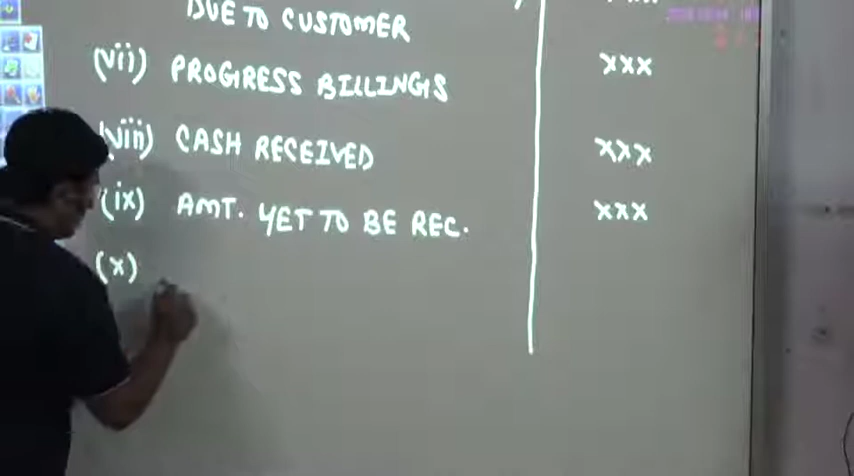 DUE TO CUSTOMER
(vii) PROGRESS BILLINGS xxx
(viii) CASH RECEIVED xxx
(ix) AMT. YET TO BE REC. xxx
(x)